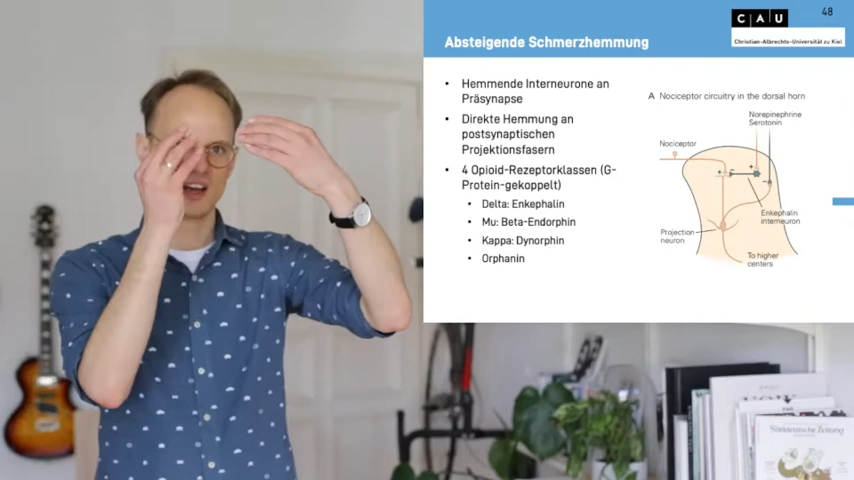 48
C A U
Christian-Albrechts-Universität zu Kiel
Absteigende Schmerzhemmung
Hemmende Interneurone an
Präsynapse
Direkte Hemmung an
postsynaptischen
Projektionsfasern
4 Opioid-Rezeptorklassen (G-
Protein-gekoppelt)
Delta: Enkephalin
Mu: Beta-Endorphin
Kappa: Dynorphin
Orphanin
A Nociceptor circuitry in the dorsal horn
Norepinephrine
Serotonin
Nociceptor
+ – +
–
Enkephalin
interneuron
Projection
neuron
To higher
centers
Süddeutsche Zeitung